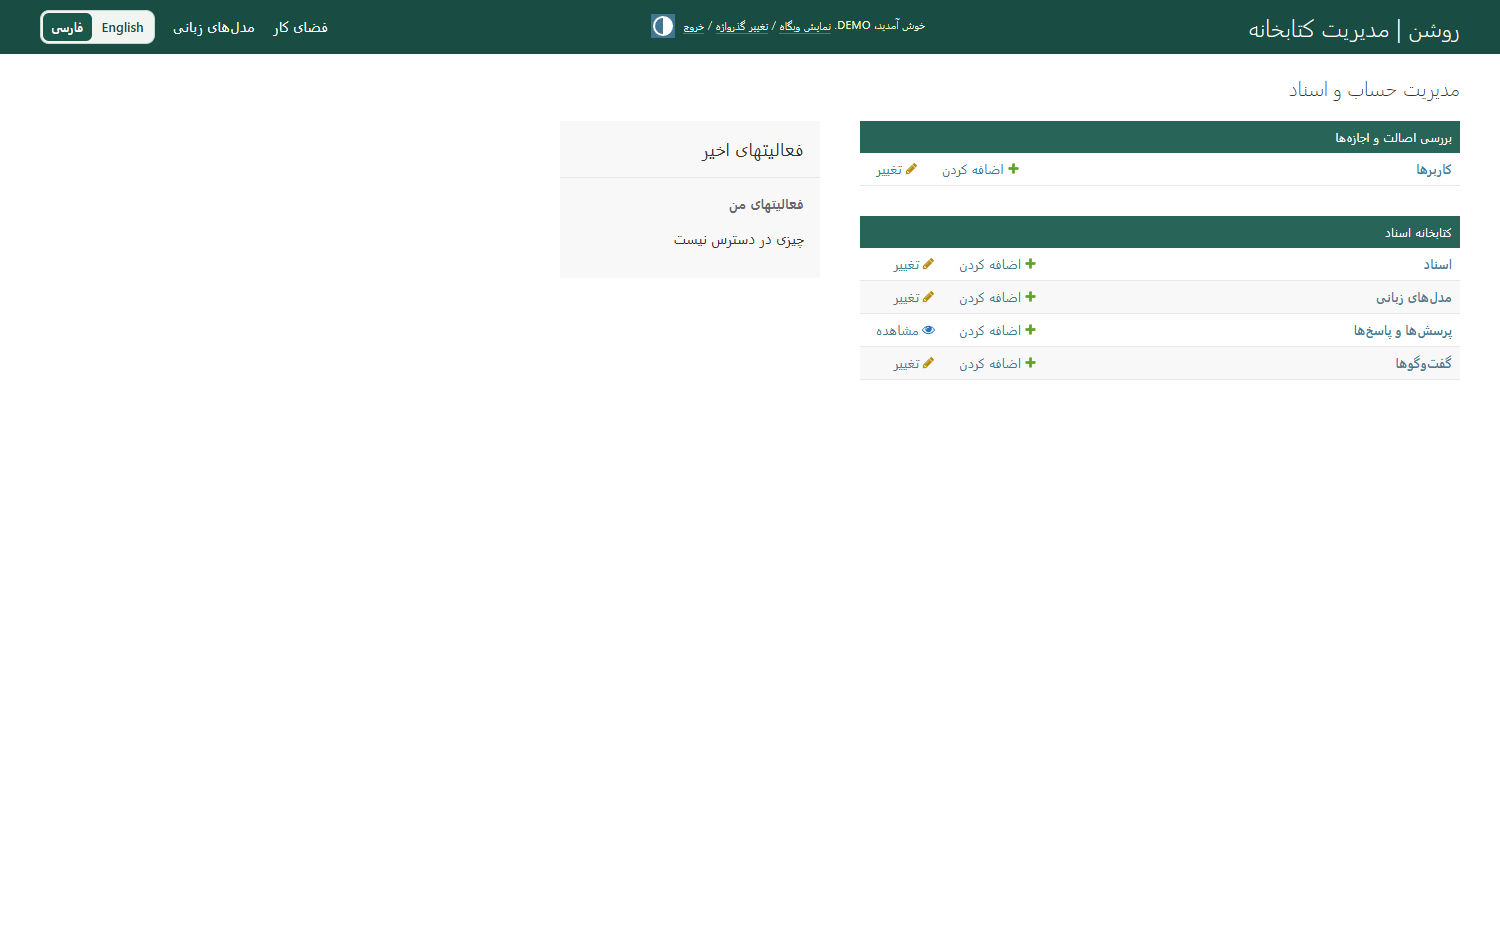 روشن | مدیریت کتابخانه
خوش آمدید، DEMO. نمایش وبگاه / تغییر گذرواژه / خروج
فضای کار
مدل‌های زبانی
English
فارسی
مدیریت حساب و اسناد
بررسی اصالت و اجازه‌ها
کاربرها اضافه کردن تغییر
کتابخانه اسناد
اسناد اضافه کردن تغییر
مدل‌های زبانی اضافه کردن تغییر
پرسش‌ها و پاسخ‌ها اضافه کردن مشاهده
گفت‌وگوها اضافه کردن تغییر
فعالیتهای اخیر
فعالیتهای من
چیزی در دسترس نیست